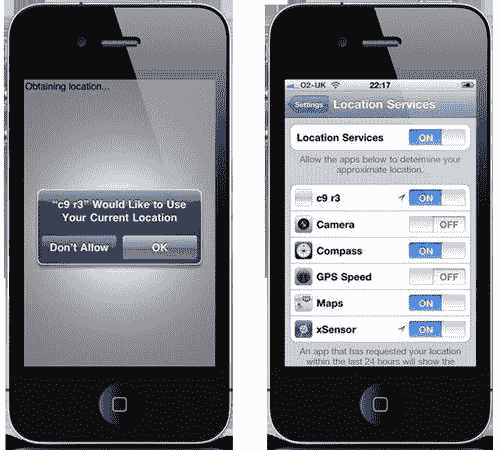 Obtaining location...
“c9 r3” Would Like to Use
Your Current Location
Don’t Allow
OK
O2-UK
22:17
Settings
Location Services
Location Services
ON
Allow the apps below to determine your
approximate location.
c9 r3
ON
Camera
OFF
Compass
ON
GPS Speed
OFF
Maps
ON
xSensor
ON
An app that has requested your location
within the last 24 hours will show the